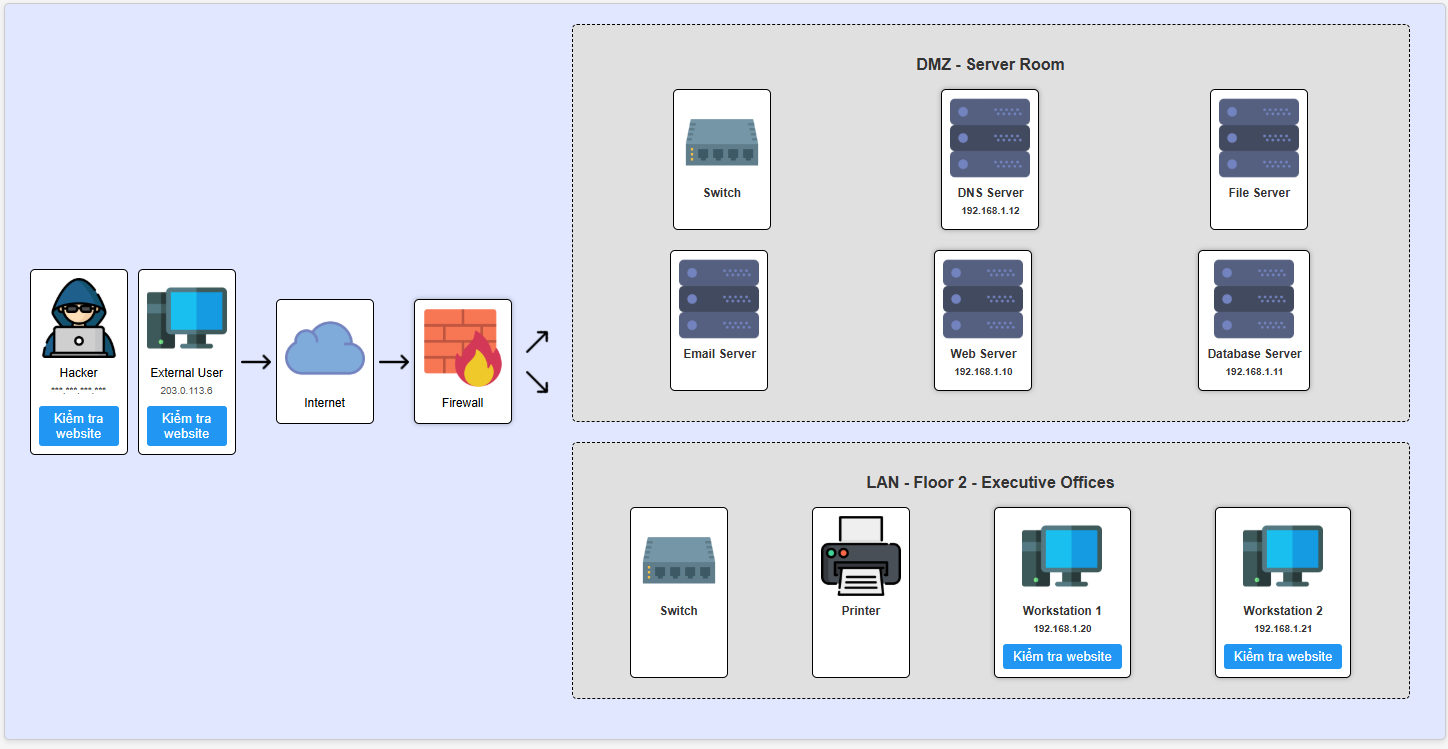 DMZ - Server Room
Switch
DNS Server
192.168.1.12
File Server
Email Server
Web Server
192.168.1.10
Database Server
192.168.1.11
Hacker
***.***.***.***
Kiểm tra
website
External User
203.0.113.6
Kiểm tra
website
Internet
Firewall
LAN - Floor 2 - Executive Offices
Switch
Printer
Workstation 1
192.168.1.20
Kiểm tra website
Workstation 2
192.168.1.21
Kiểm tra website